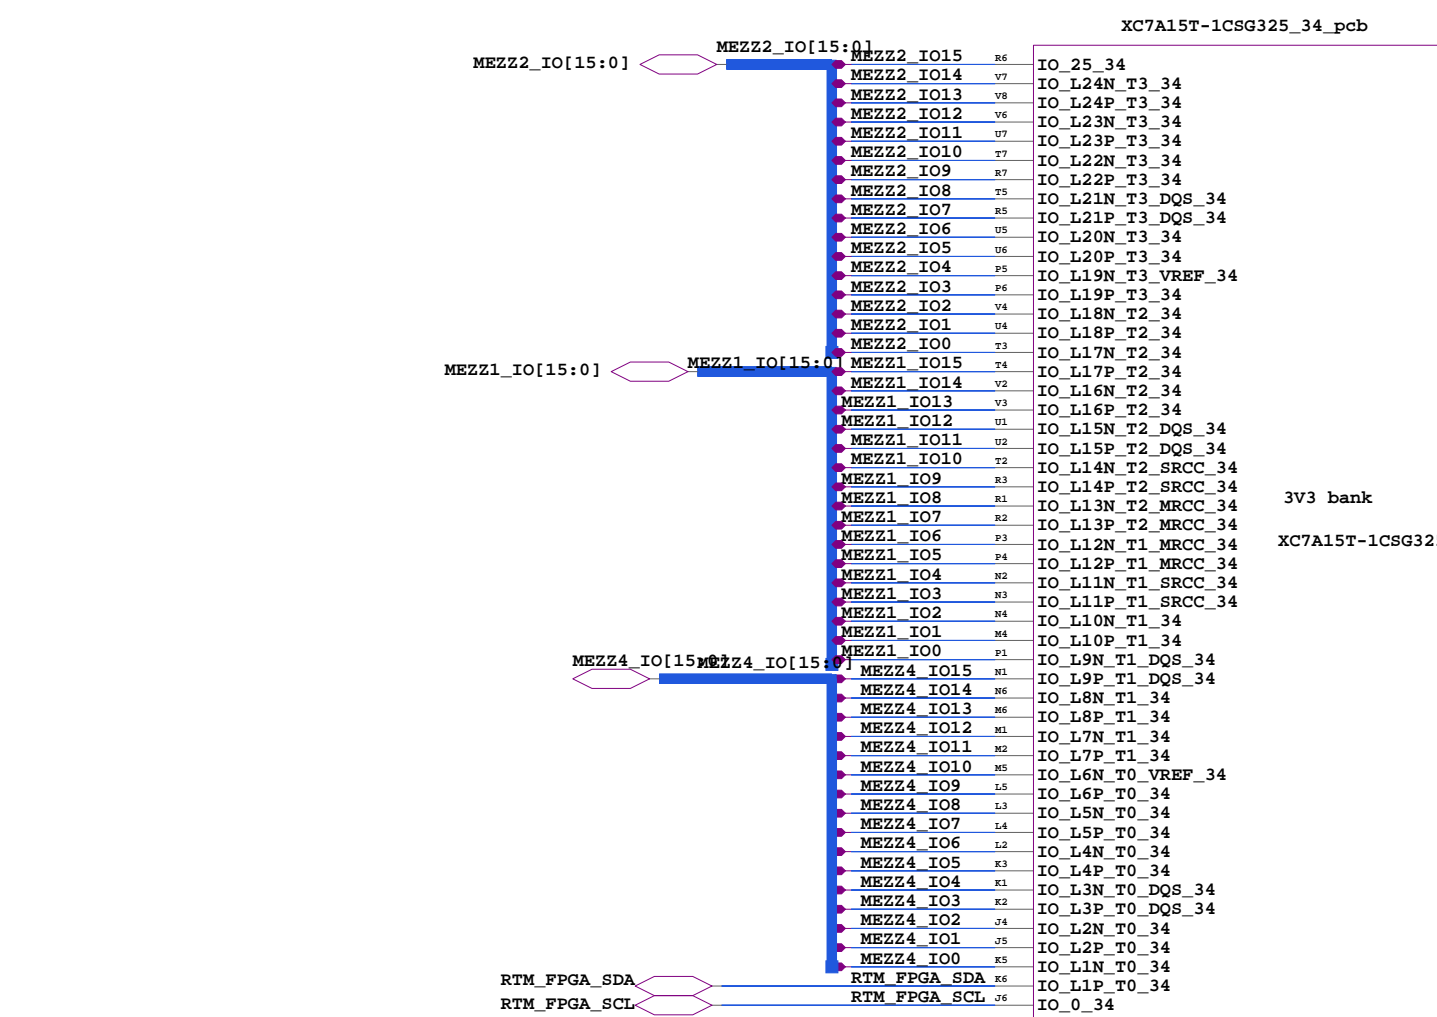 XC7A15T-1CSG325_34_pcb
MEZZ2_IO[15:0] MEZZ2_IO[15:0]
MEZZ2_IO15 R6 IO_25_34
MEZZ2_IO14 V7 IO_L24N_T3_34
MEZZ2_IO13 V8 IO_L24P_T3_34
MEZZ2_IO12 V6 IO_L23N_T3_34
MEZZ2_IO11 U7 IO_L23P_T3_34
MEZZ2_IO10 T7 IO_L22N_T3_34
MEZZ2_IO9 R7 IO_L22P_T3_34
MEZZ2_IO8 T5 IO_L21N_T3_DQS_34
MEZZ2_IO7 R5 IO_L21P_T3_DQS_34
MEZZ2_IO6 U5 IO_L20N_T3_34
MEZZ2_IO5 U6 IO_L20P_T3_34
MEZZ2_IO4 P5 IO_L19N_T3_VREF_34
MEZZ2_IO3 P6 IO_L19P_T3_34
MEZZ2_IO2 V4 IO_L18N_T2_34
MEZZ2_IO1 U4 IO_L18P_T2_34
MEZZ2_IO0 T3 IO_L17N_T2_34
MEZZ1_IO[15:0] MEZZ1_IO[15:0]
MEZZ1_IO15 T4 IO_L17P_T2_34
MEZZ1_IO14 V2 IO_L16N_T2_34
MEZZ1_IO13 V3 IO_L16P_T2_34
MEZZ1_IO12 U1 IO_L15N_T2_DQS_34
MEZZ1_IO11 U2 IO_L15P_T2_DQS_34
MEZZ1_IO10 T2 IO_L14N_T2_SRCC_34
MEZZ1_IO9 R3 IO_L14P_T2_SRCC_34
MEZZ1_IO8 R1 IO_L13N_T2_MRCC_34
3V3 bank
MEZZ1_IO7 R2 IO_L13P_T2_MRCC_34
MEZZ1_IO6 P3 IO_L12N_T1_MRCC_34
XC7A15T-1CSG32
MEZZ1_IO5 P4 IO_L12P_T1_MRCC_34
MEZZ1_IO4 N2 IO_L11N_T1_SRCC_34
MEZZ1_IO3 N3 IO_L11P_T1_SRCC_34
MEZZ1_IO2 N4 IO_L10N_T1_34
MEZZ1_IO1 M4 IO_L10P_T1_34
MEZZ1_IO0 P1 IO_L9N_T1_DQS_34
MEZZ4_IO[15:0] MEZZ4_IO[15:0]
MEZZ4_IO15 N1 IO_L9P_T1_DQS_34
MEZZ4_IO14 N6 IO_L8N_T1_34
MEZZ4_IO13 M6 IO_L8P_T1_34
MEZZ4_IO12 M1 IO_L7N_T1_34
MEZZ4_IO11 M2 IO_L7P_T1_34
MEZZ4_IO10 M5 IO_L6N_T0_VREF_34
MEZZ4_IO9 L5 IO_L6P_T0_34
MEZZ4_IO8 L3 IO_L5N_T0_34
MEZZ4_IO7 L4 IO_L5P_T0_34
MEZZ4_IO6 L2 IO_L4N_T0_34
MEZZ4_IO5 K3 IO_L4P_T0_34
MEZZ4_IO4 K1 IO_L3N_T0_DQS_34
MEZZ4_IO3 K2 IO_L3P_T0_DQS_34
MEZZ4_IO2 J4 IO_L2N_T0_34
MEZZ4_IO1 J5 IO_L2P_T0_34
MEZZ4_IO0 K5 IO_L1N_T0_34
RTM_FPGA_SDA RTM_FPGA_SDA K6 IO_L1P_T0_34
RTM_FPGA_SCL RTM_FPGA_SCL J6 IO_0_34